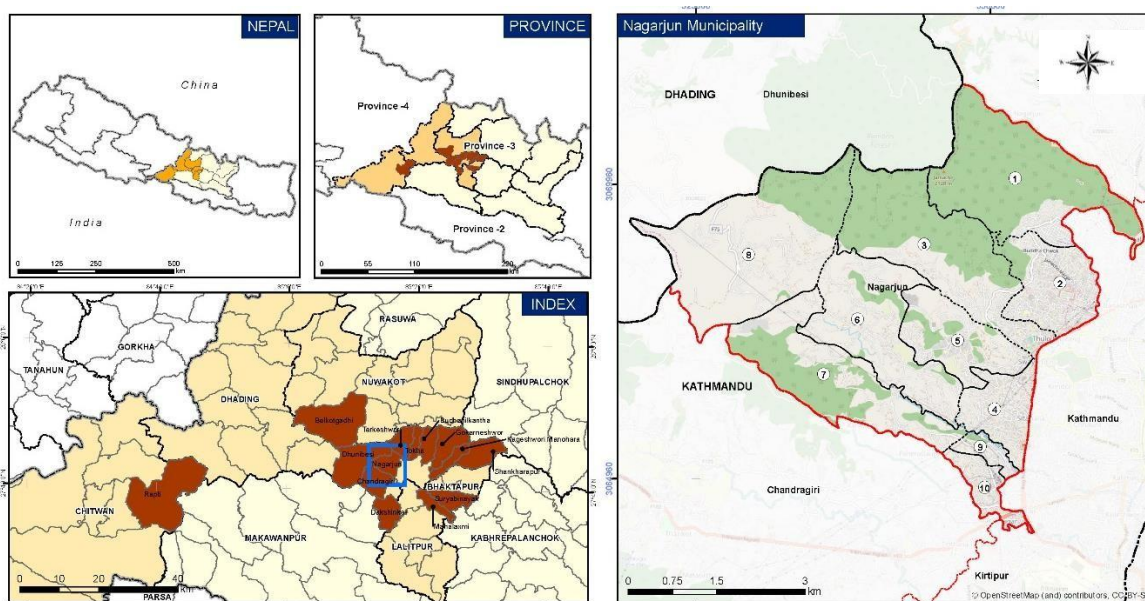 NEPAL
China
India
0 125 250 500
km
PROVINCE
Province -4
Province -3
Province -2
0 55 110 220
km
INDEX
GORKHA
TANAHUN
RASUWA
NUWAKOT
SINDHUPALCHOK
DHADING
Belkotgadhi
Tarkeshwor
Gokarneshwor
Kageshwori Manohara
Tokha
Dhunibesi
Nagarjun
Shankharapur
Chandragiri
BHAKTAPUR
Suryabinayak
Rapti
CHITWAN
Dakshinkali
Mahalaxmi
MAKAWANPUR
LALITPUR
KABHREPALANCHOK
0 10 20 40
km
PARSA
Nagarjun Municipality
DHADING
Dhunibesi
3069960
1
3
8
2
Nagarjun
6
5
7
KATHMANDU
4
Kathmandu
9
3064960
Chandragiri
10
Kirtipur
0 0.75 1.5 3
km
© OpenStreetMap (and) contributors, CC-BY-S